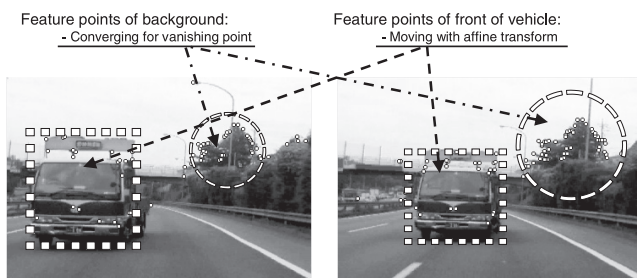 Feature points of background:
- Converging for vanishing point
Feature points of front of vehicle:
- Moving with affine transform